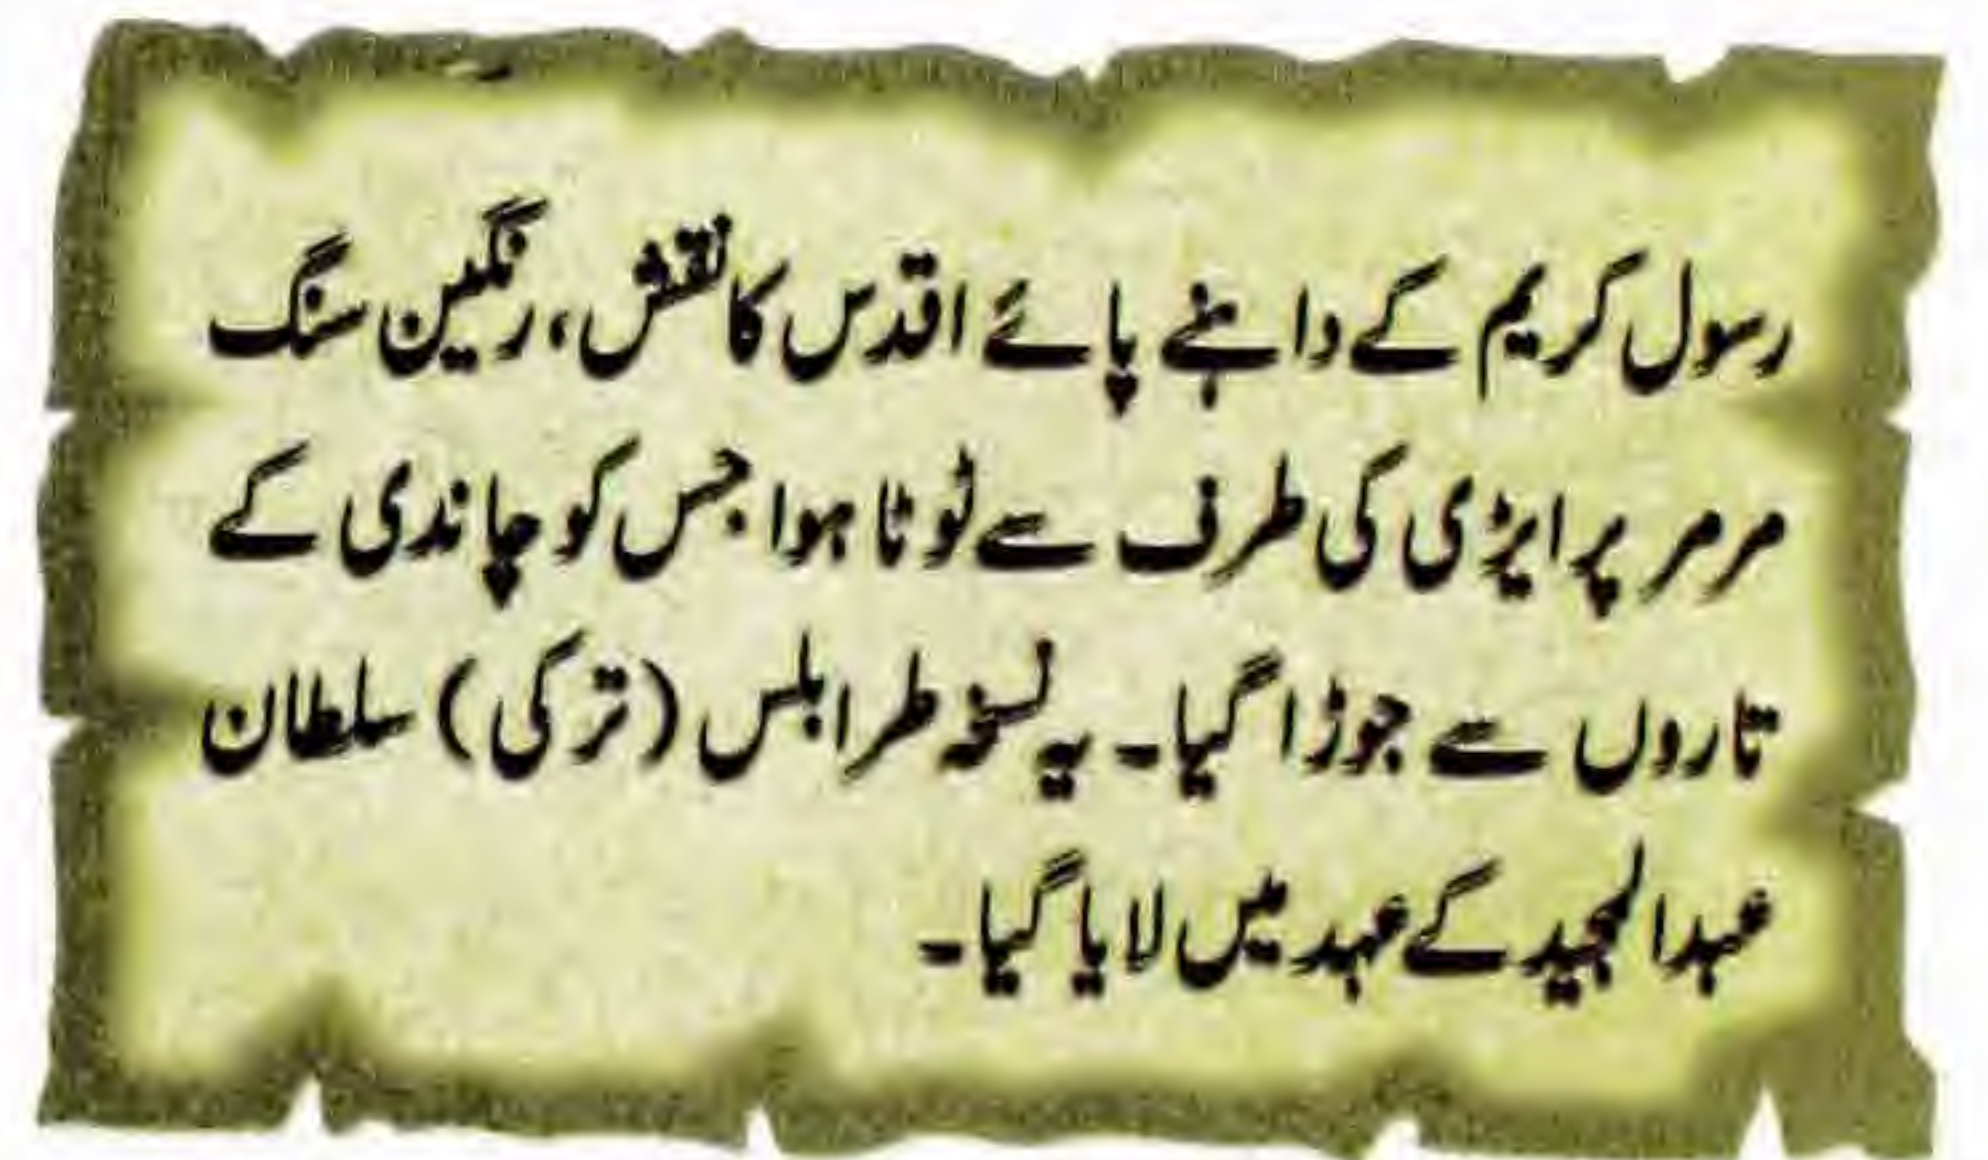 رسول کریم کے داہنے پائے اقدس کا نقش، رنگین سنگ
مرمر پر ایڑی کی طرف سے ٹوٹا ہوا جس کو چاندی کے
تاروں سے جوڑا گیا۔ یہ نسخہ طرابلس (ترکی) سلطان
عبدالمجید کے عہد میں لایا گیا۔